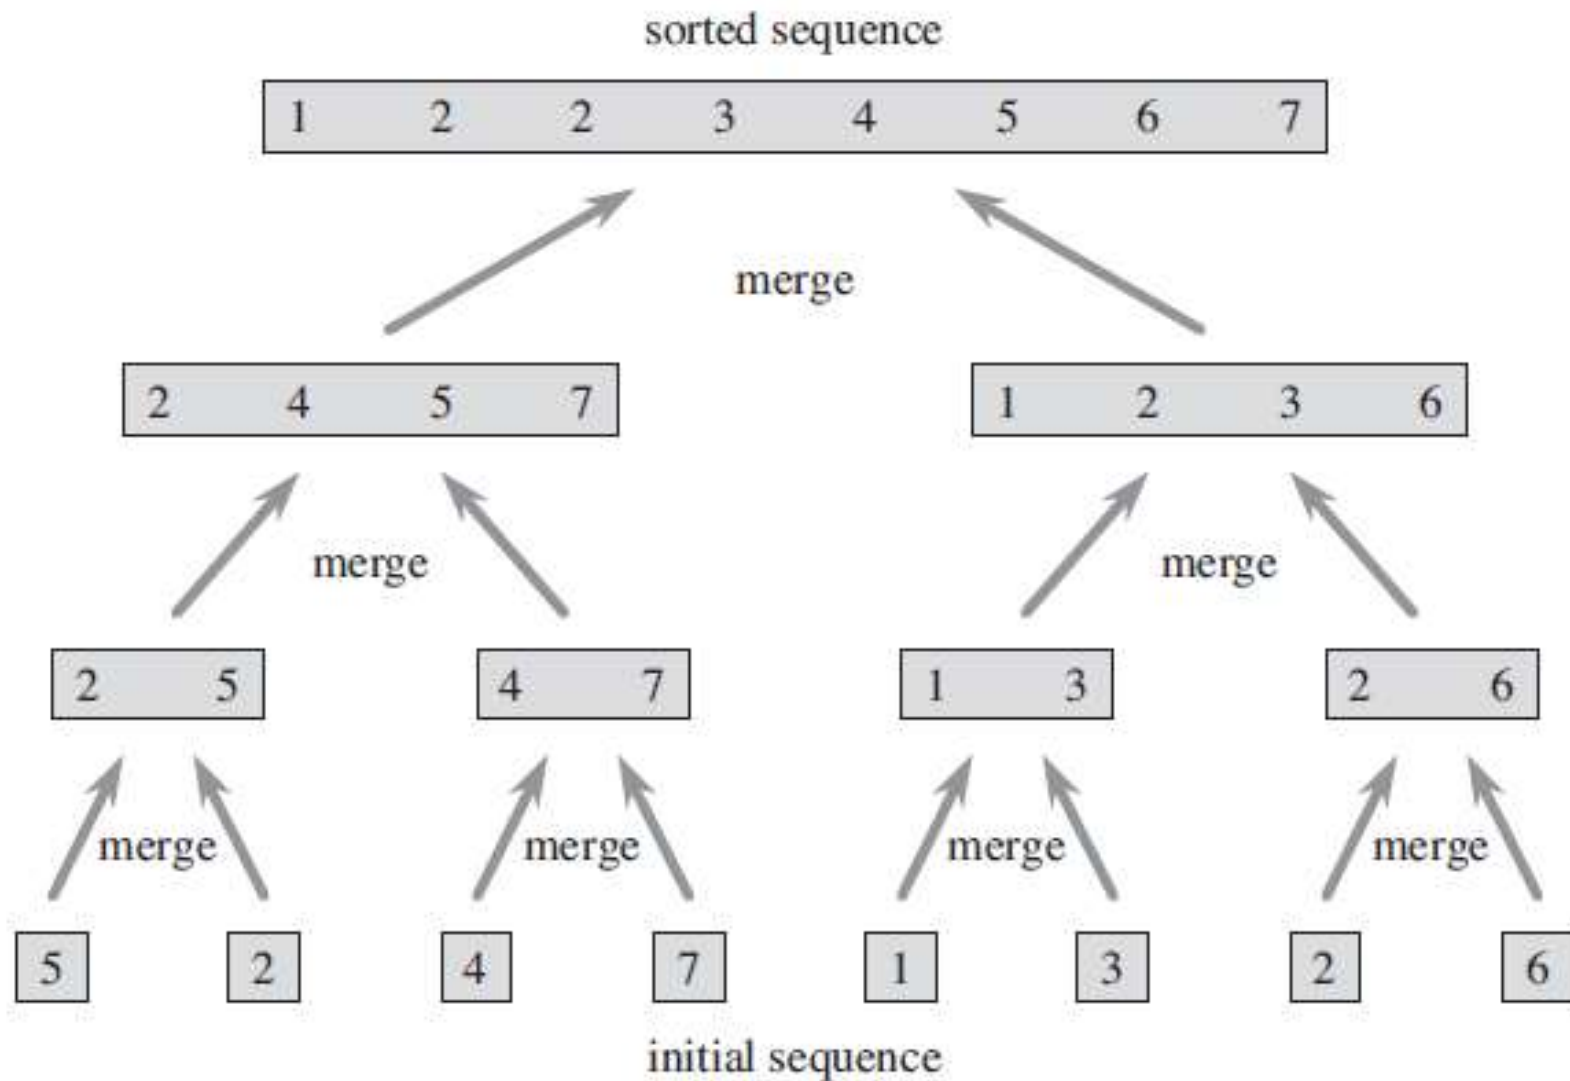 sorted sequence
1 2 2 3 4 5 6 7
merge
2 4 5 7 1 2 3 6
merge merge
2 5 4 7 1 3 2 6
merge merge merge merge
5 2 4 7 1 3 2 6
initial sequence